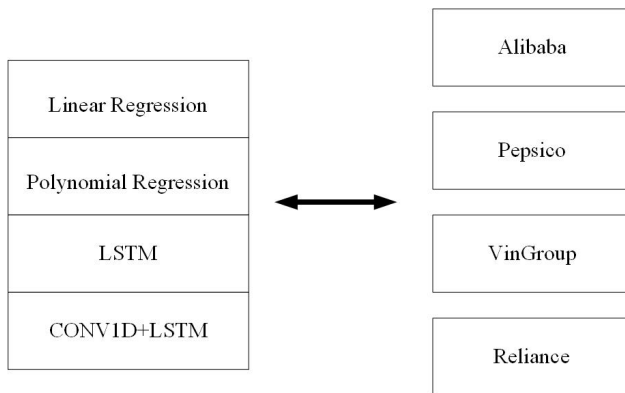 Linear Regression
Polynomial Regression
LSTM
CONV1D+LSTM
Alibaba
Pepsico
VinGroup
Reliance